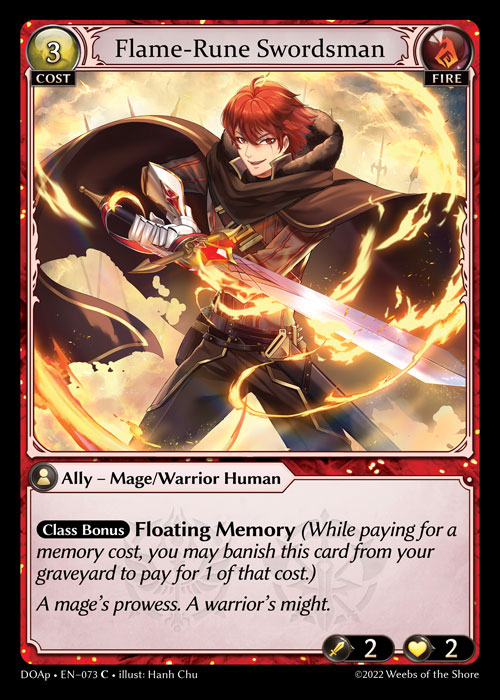 3
Flame-Rune Swordsman
COST
FIRE
Ally – Mage/Warrior Human
Class Bonus Floating Memory (While paying for a
memory cost, you may banish this card from your
graveyard to pay for 1 of that cost.)
A mage's prowess. A warrior's might.
2
2
DOAp • EN-073 C • illust: Hanh Chu
©2022 Weebs of the Shore